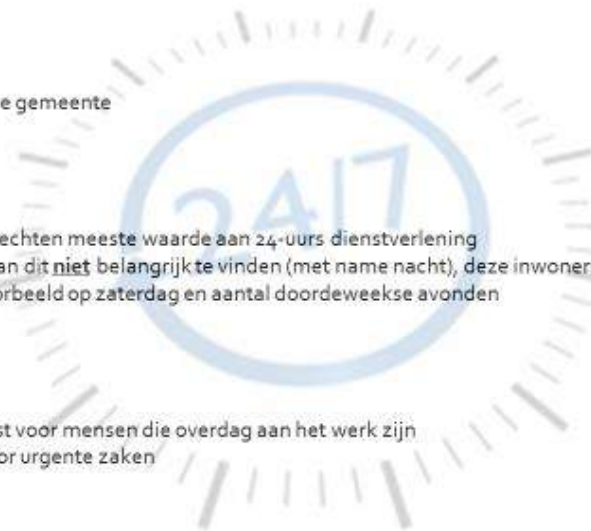 e gemeente
24|7
echten meeste waarde aan 24-uurs dienstverlening
an dit niet belangrijk te vinden (met name nacht), deze inwoner
orbeeld op zaterdag en aantal doordeweekse avonden
st voor mensen die overdag aan het werk zijn
or urgente zaken